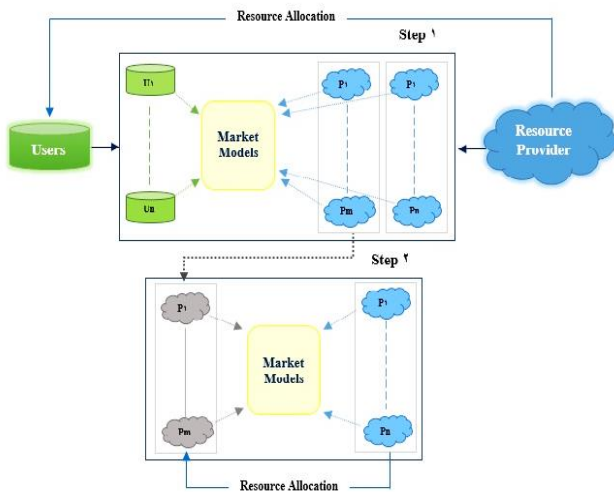 Resource Allocation
Step ۱
U۱
P۱
P۱
Users
Market
Models
Resource
Provider
Un
Pm
Pn
Step ۲
P۱
P۱
Market
Models
Pm
Pn
Resource Allocation